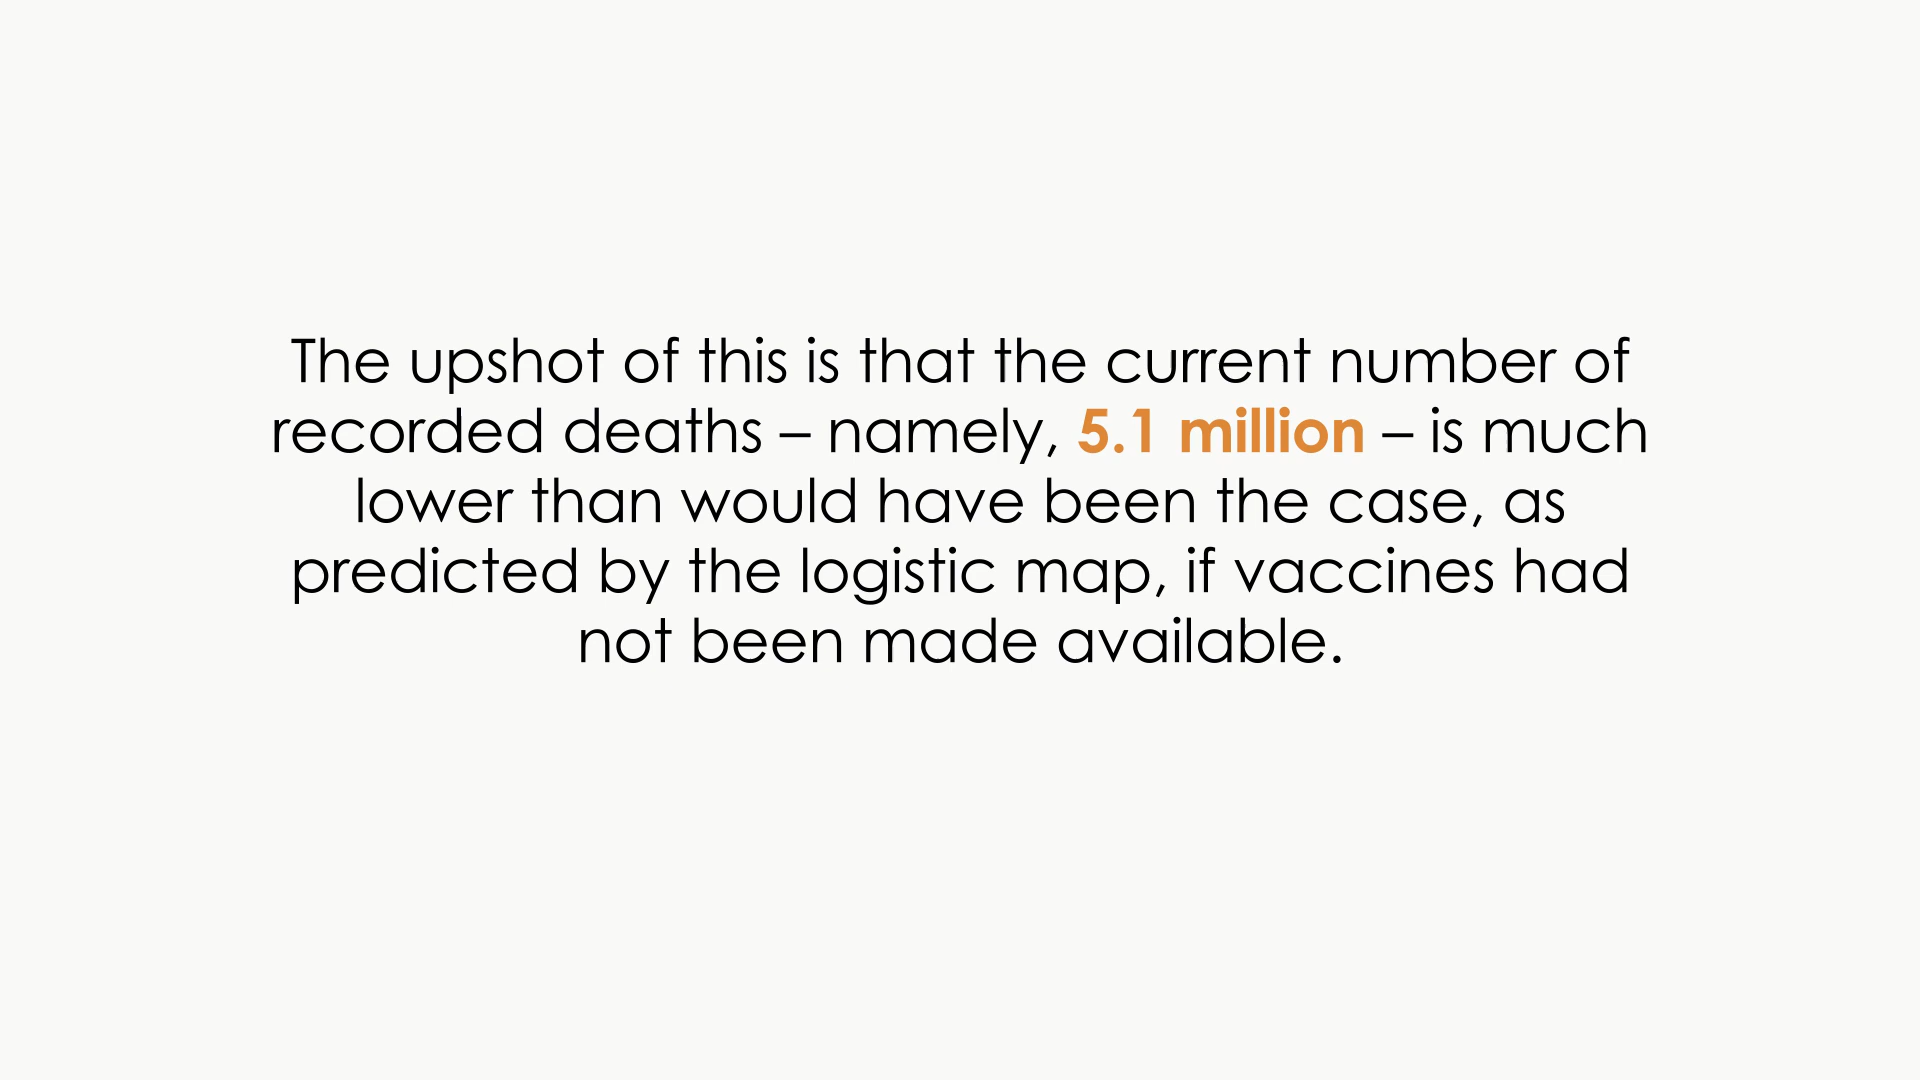 The upshot of this is that the current number of
recorded deaths – namely, 5.1 million – is much
lower than would have been the case, as
predicted by the logistic map, if vaccines had
not been made available.